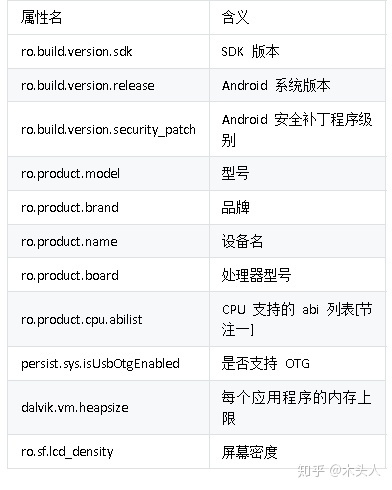 属性名 含义
ro.build.version.sdk SDK 版本
ro.build.version.release Android 系统版本
ro.build.version.security_patch Android 安全补丁程序级
别
ro.product.model 型号
ro.product.brand 品牌
ro.product.name 设备名
ro.product.board 处理器型号
ro.product.cpu.abilist CPU 支持的 abi 列表[节
注一]
persist.sys.isUsbOtgEnabled 是否支持 OTG
dalvik.vm.heapsize 每个应用程序的内存上
限
ro.sf.lcd_density 屏幕密度
知乎 @木头人